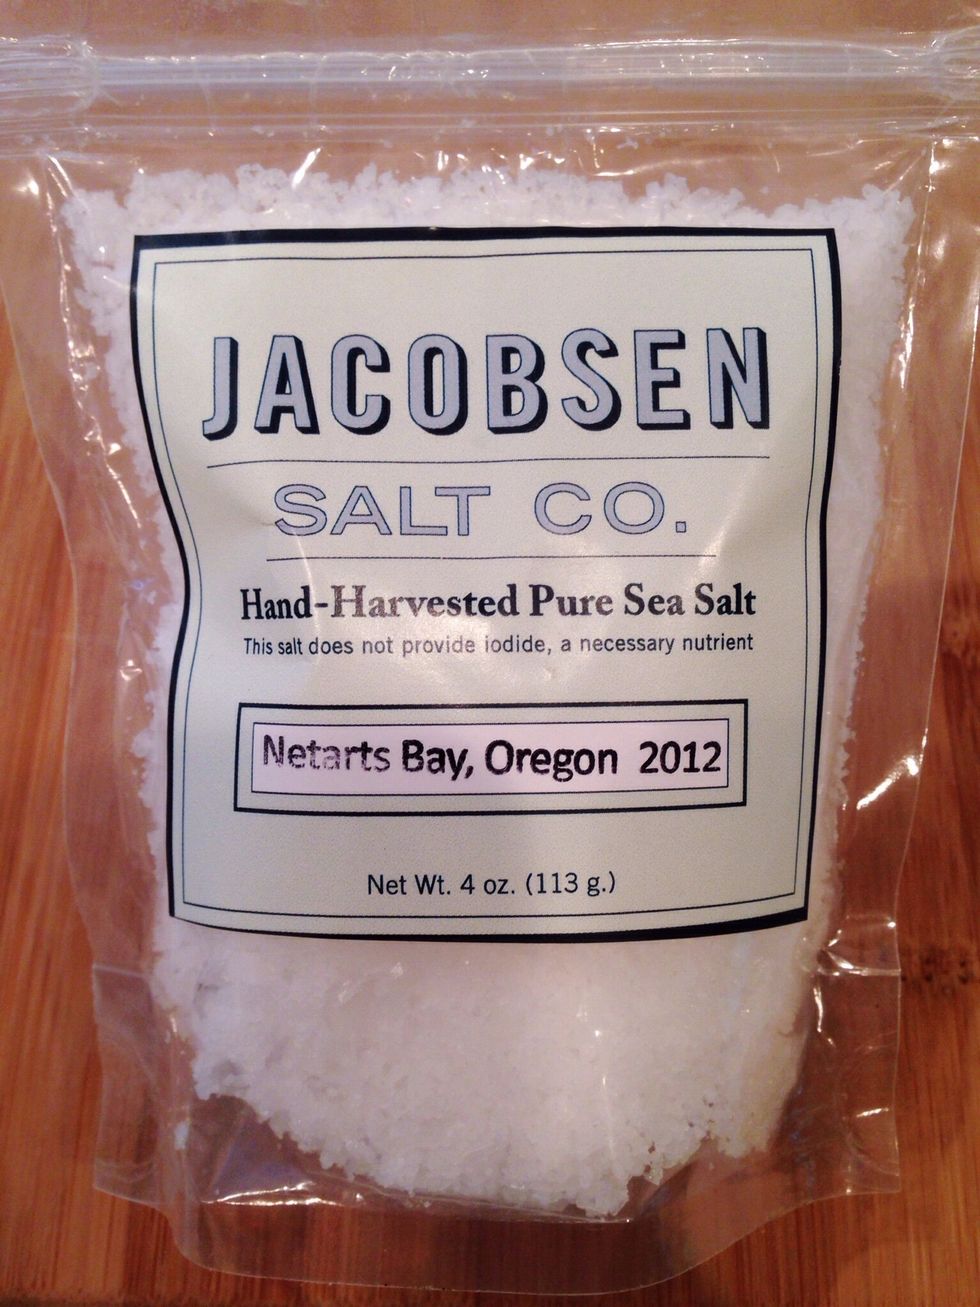 JACOBSEN
SALT CO.
Hand-Harvested Pure Sea Salt
This salt does not provide iodide, a necessary nutrient
Netarts Bay, Oregon 2012
Net Wt. 4 oz. (113 g.)